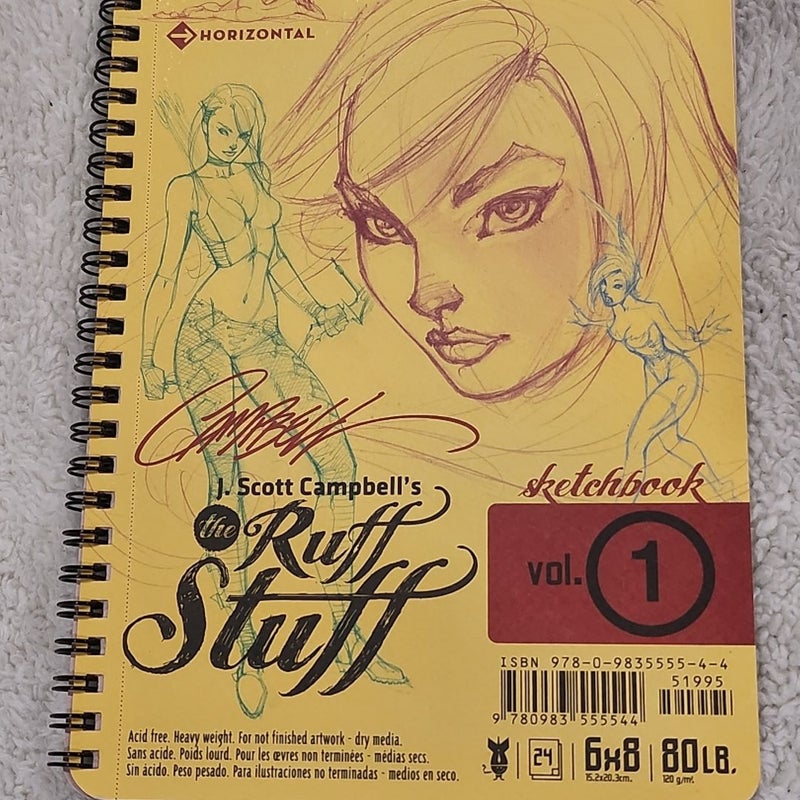 HORIZONTAL
CAMPBELL
J. Scott Campbell's
the Ruff
Stuff
sketchbook
vol. 1
ISBN 978-0-9835555-4-4
51995
9 780983 555544
Acid free. Heavy weight. For not finished artwork - dry media.
Sans acide. Poids lourd. Pour les œvres non terminées - médias secs.
Sin ácido. Peso pesado. Para ilustraciones no terminadas - medios en seco.
24
6x8
15.2x20.3cm.
80LB.
120 g/m².